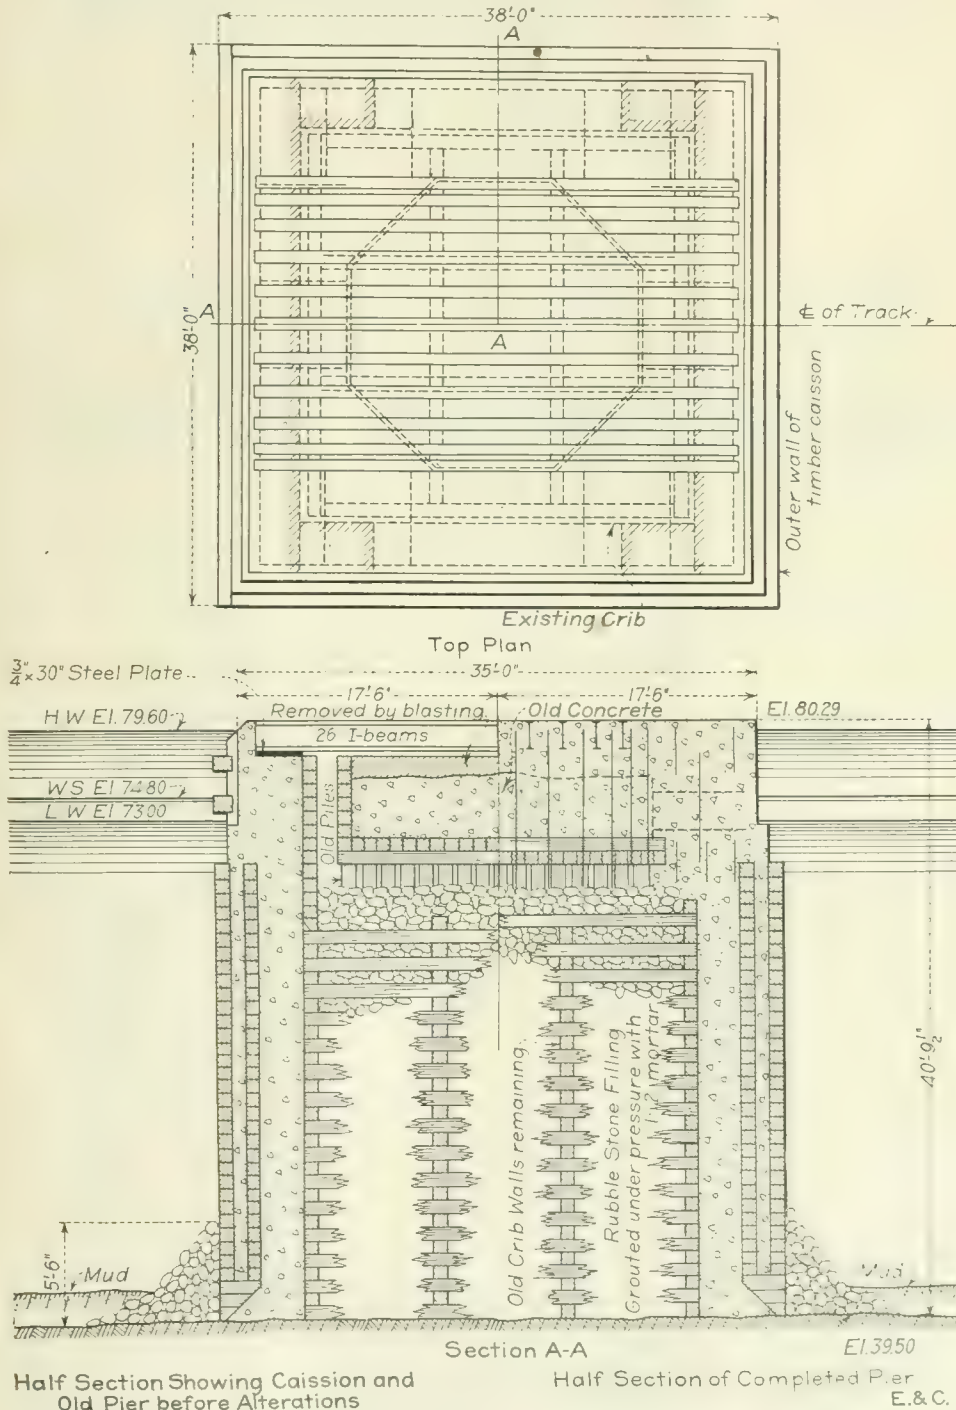 38'-0"
A
A
38'-0"
A
℄ of Track
Outer wall of
timber caisson
Existing Crib
Top Plan
3/4" x 30" Steel Plate
35'-0"
17'-6"
17'-6"
Removed by blasting
Old Concrete
H W El. 79.60
El. 80.29
26 I-beams
W S El 74.80
L W El 73.00
Old Piles
40'-9 1/2"
Old Crib Walls remaining
Rubble Stone Filling
Grouted under pressure with
1:2 mortar
5'-6"
Mud
Mud
Section A-A
El. 39.50
Half Section Showing Caission and
Old Pier before Alterations
Half Section of Completed Pier
E. & C.